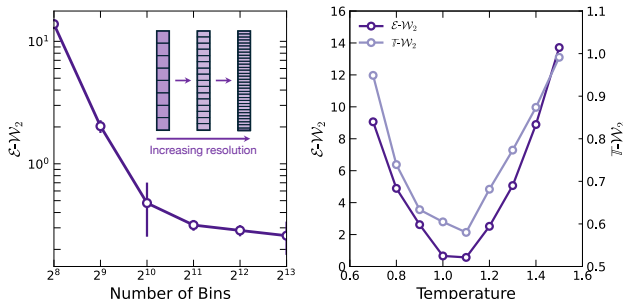 10¹
10⁰
ℰ-𝒲₂
Increasing resolution
2⁸ 2⁹ 2¹⁰ 2¹¹ 2¹² 2¹³
Number of Bins
ℰ-𝒲₂
𝕋-𝒲₂
16
14
12
10
8
6
4
2
0
ℰ-𝒲₂
0.6 0.8 1.0 1.2 1.4 1.6
Temperature
1.1
1.0
0.9
0.8
0.7
0.6
0.5
𝕋-𝒲₂